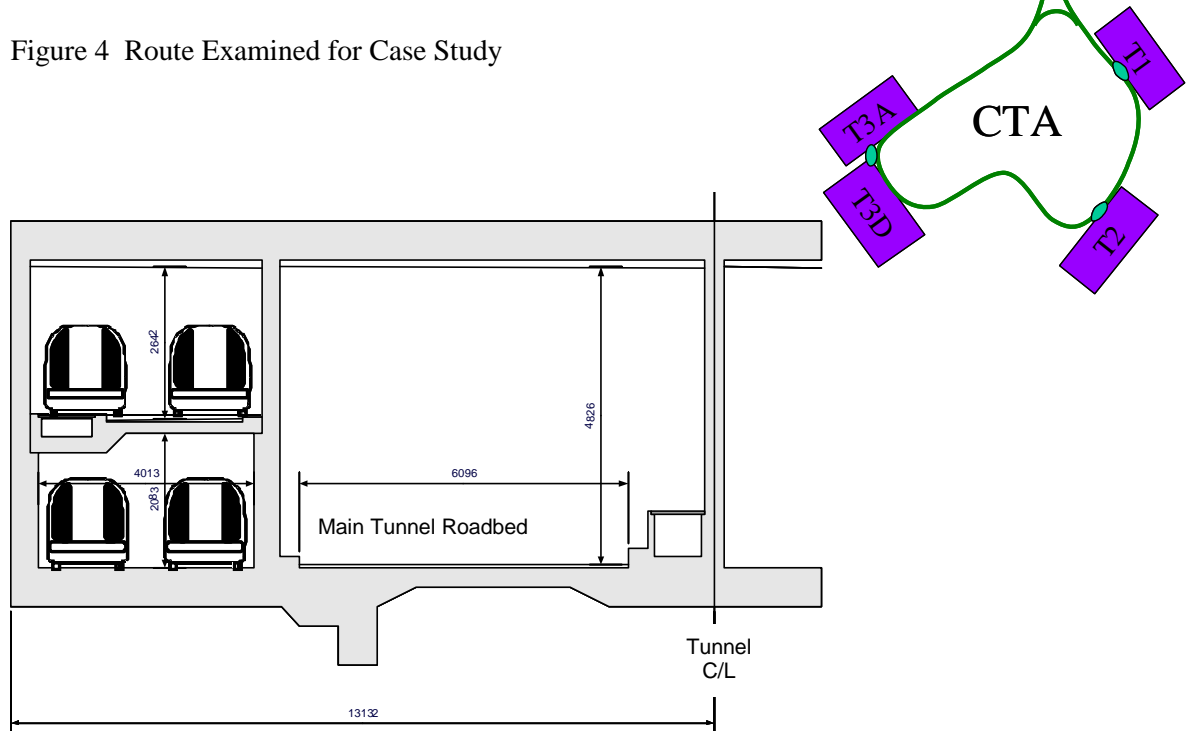 Figure 4  Route Examined for Case Study
T1
CTA
T3A
T3D
T2
2642
4826
4013
2083
6096
Main Tunnel Roadbed
Tunnel
C/L
13132